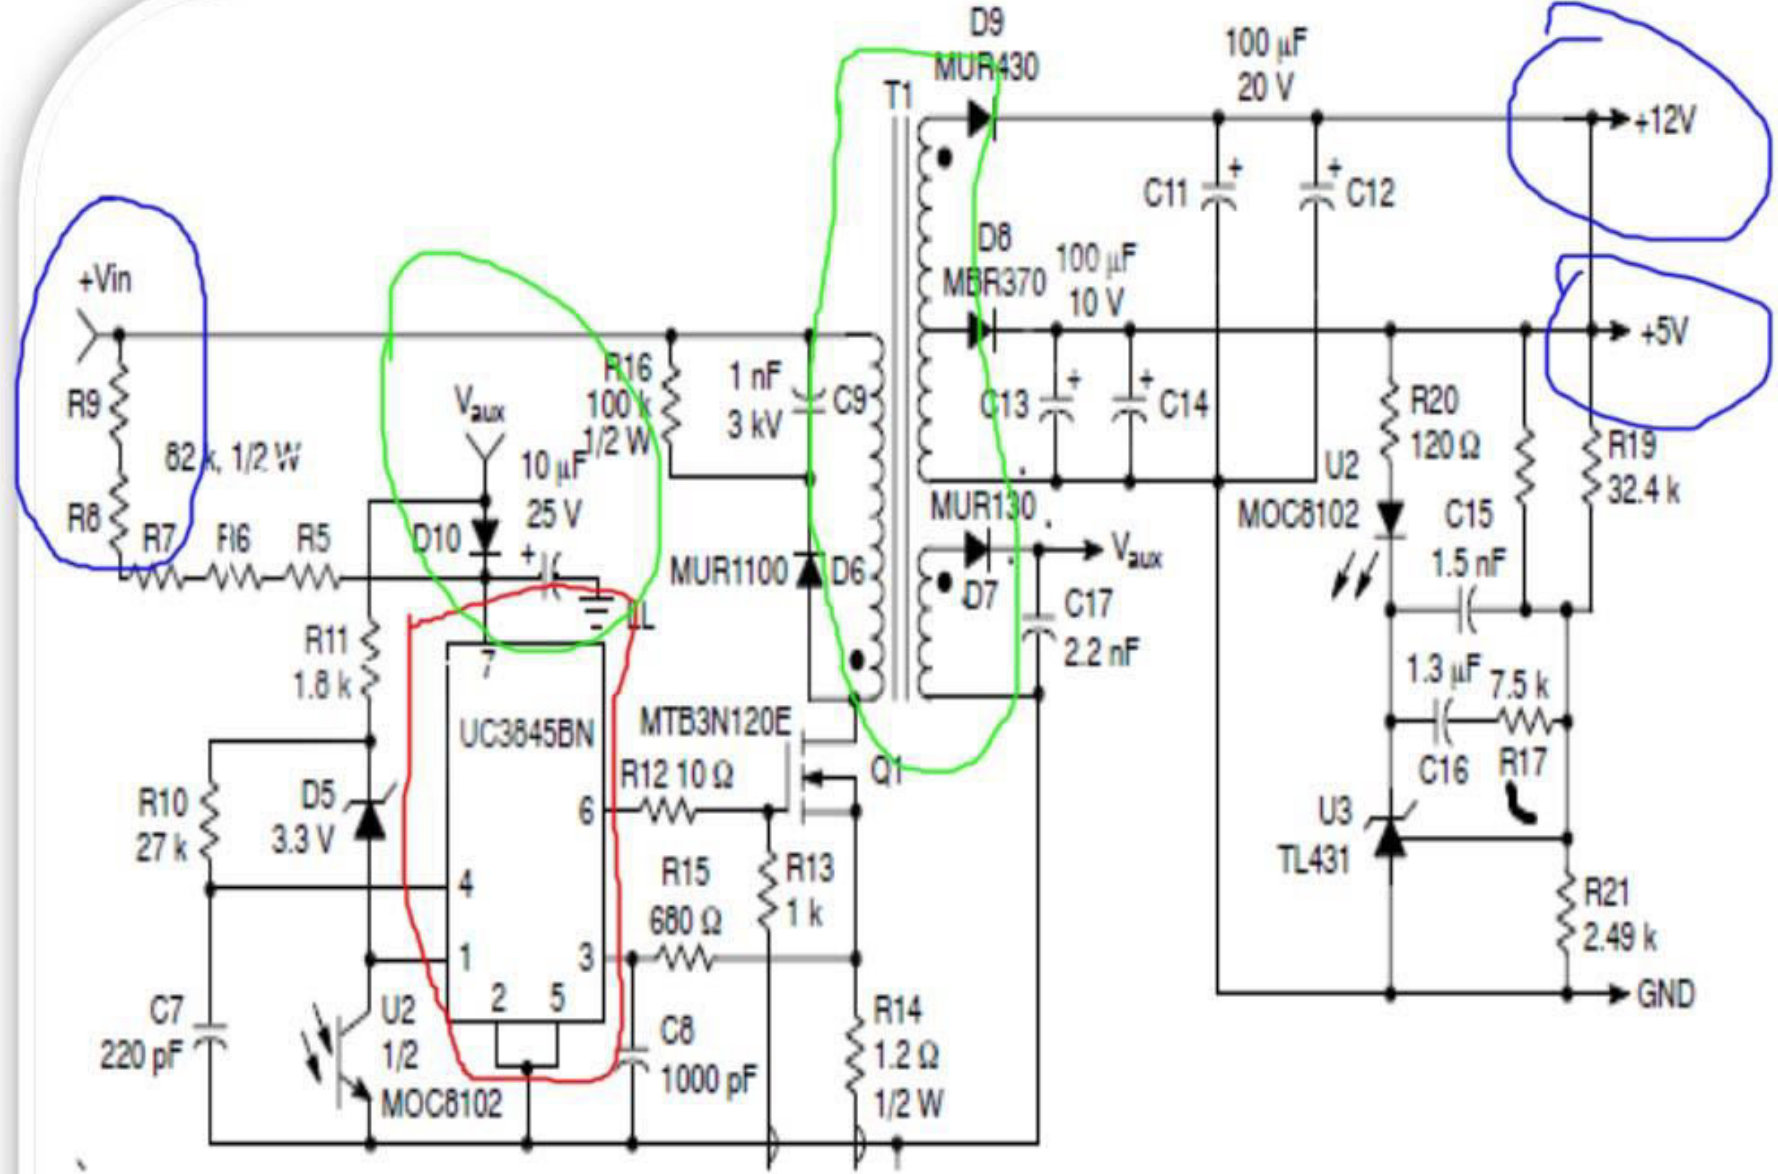 D9
MUR430
100 µF
20 V
T1
+12V
C11
+
+
C12
D8
MBR370
100 µF
10 V
+5V
+Vin
R9
82 k, 1/2 W
R8
R7
R6
R5
Vaux
10 µF
25 V
D10
+
R16
100 k
1/2 W
1 nF
3 kV
C9
C13
+
+
C14
R20
120 Ω
R19
32.4 k
U2
MOC8102
C15
1.5 nF
MUR130
Vaux
D7
C17
2.2 nF
MUR1100
D6
R11
1.8 k
7
UC3845BN
MTB3N120E
Q1
R12 10 Ω
6
1.3 µF
7.5 k
C16
R17
U3
TL431
R10
27 k
D5
3.3 V
4
R15
680 Ω
R13
1 k
R21
2.49 k
1
3
2
5
GND
C7
220 pF
U2
1/2
MOC8102
C8
1000 pF
R14
1.2 Ω
1/2 W